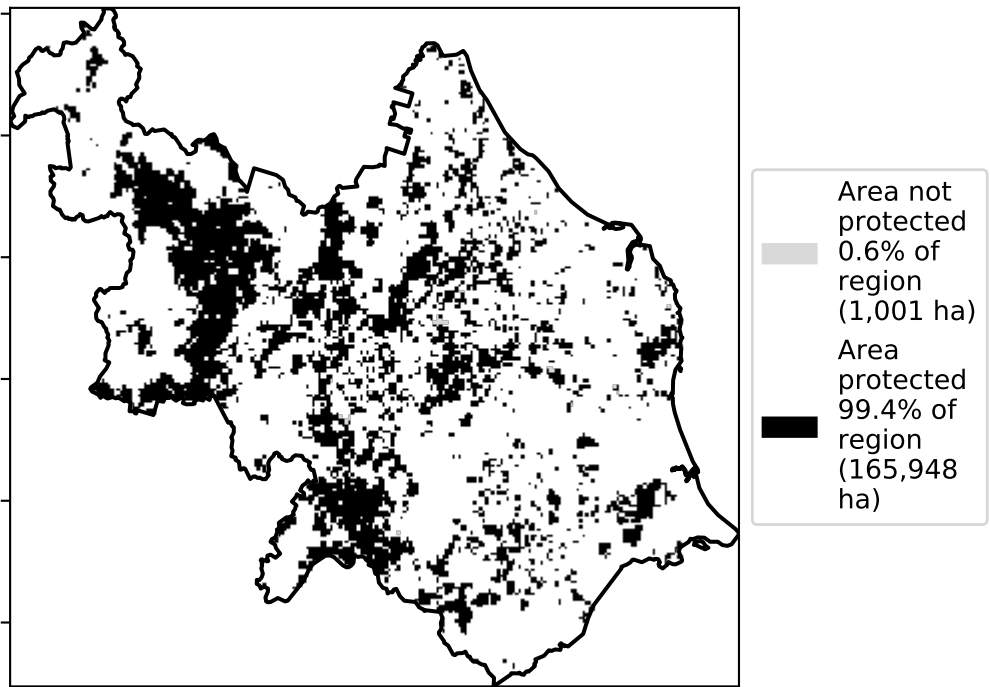 Area not
protected
0.6% of
region
(1,001 ha)
Area
protected
99.4% of
region
(165,948
ha)